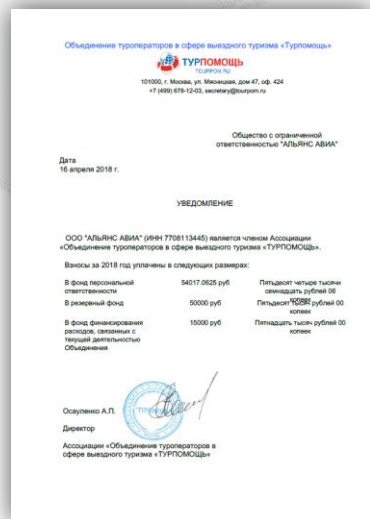 Объединение туроператоров в сфере выездного туризма «Турпомощь»
ТУРПОМОЩЬ
TOURPOM.RU
101000, г. Москва, ул. Мясницкая, дом 47, оф. 424
+7 (499) 678-12-03, secretary@tourpom.ru
Общество с ограниченной
ответственностью "АЛЬЯНС АВИА"
Дата
16 апреля 2018 г.
УВЕДОМЛЕНИЕ
ООО "АЛЬЯНС АВИА" (ИНН 7708113445) является членом Ассоциации
«Объединение туроператоров в сфере выездного туризма «ТУРПОМОЩЬ».
Взносы за 2018 год уплачены в следующих размерах:
В фонд персональной 54017.0625 руб Пятьдесят четыре тысячи
ответственности семнадцать рублей 06
копеек
В резервный фонд 50000 руб Пятьдесят тысяч рублей 00
копеек
В фонд финансирования 15000 руб Пятнадцать тысяч рублей 00
расходов, связанных с копеек
текущей деятельностью
Объединения
Осауленко А.П.
Директор
Ассоциации «Объединение туроператоров в
сфере выездного туризма «ТУРПОМОЩЬ»